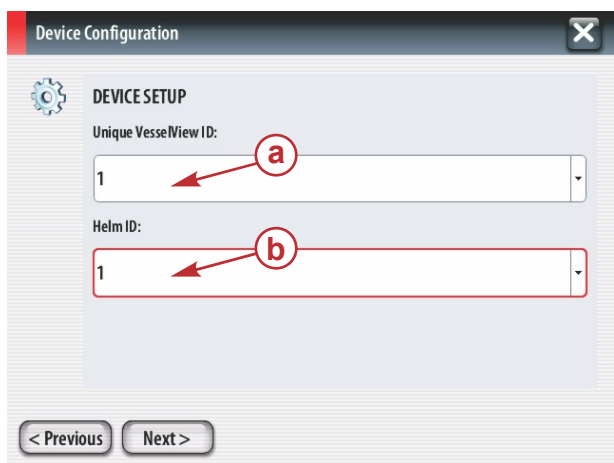 Device Configuration
X
DEVICE SETUP
Unique VesselView ID:
a
1
Helm ID:
b
1
< Previous
Next >